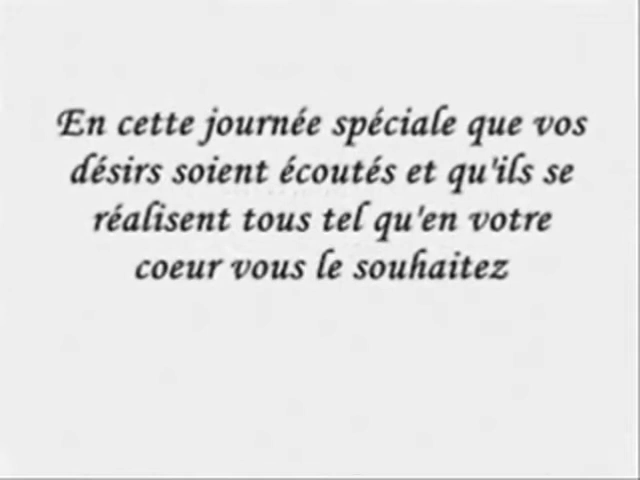 En cette journée spéciale que vos
désirs soient écoutés et qu'ils se
réalisent tous tel qu'en votre
coeur vous le souhaitez